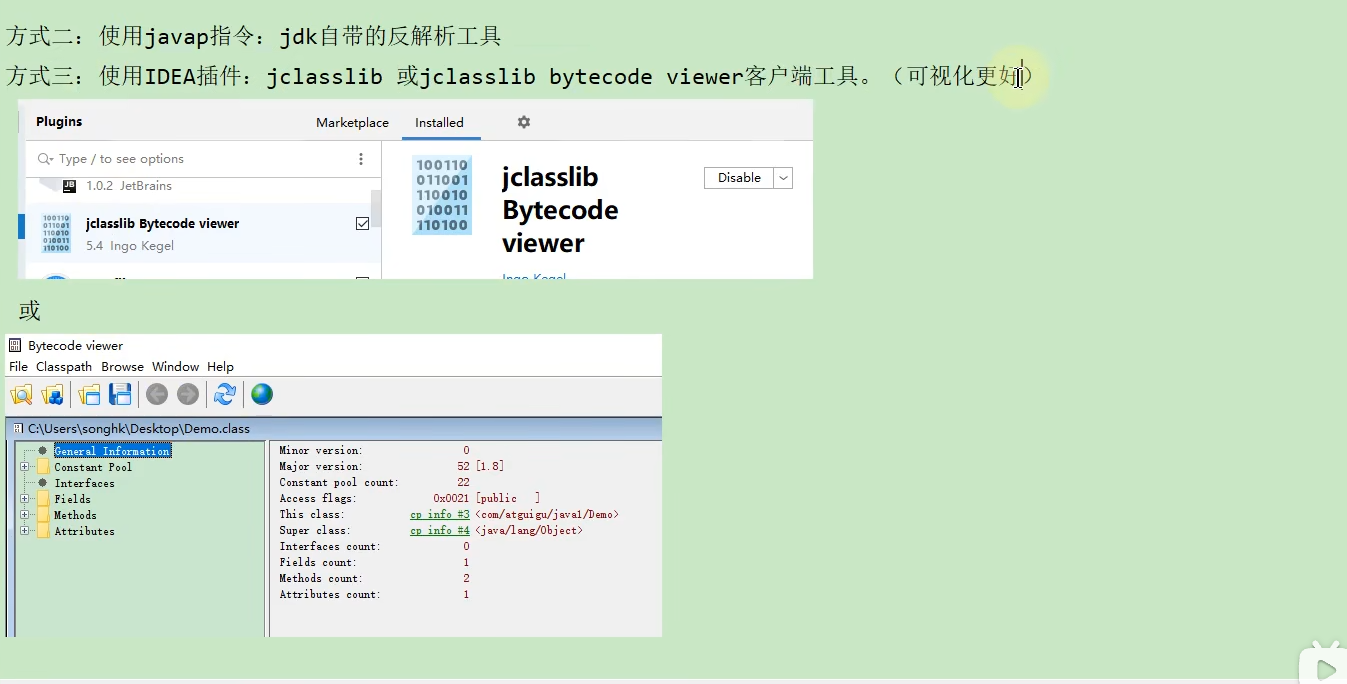 方式二：使用javap指令：jdk自带的反解析工具
方式三：使用IDEA插件：jclasslib 或jclasslib bytecode viewer客户端工具。（可视化更好）
Plugins
Marketplace
Installed
Type / to see options
JB
1.0.2 JetBrains
jclasslib Bytecode viewer
5.4 Ingo Kegel
100110
011001
110010
010011
110100
100110
011001
110010
010011
110100
jclasslib
Bytecode
viewer
Disable
Ingo Kegel
或
Bytecode viewer
File Classpath Browse Window Help
C:\Users\songhk\Desktop\Demo.class
General Information
Constant Pool
Interfaces
Fields
Methods
Attributes
Minor version: 0
Major version: 52 [1.8]
Constant pool count: 22
Access flags: 0x0021 [public ]
This class: cp info #3 <com/atguigu/java1/Demo>
Super class: cp info #4 <java/lang/Object>
Interfaces count: 0
Fields count: 1
Methods count: 2
Attributes count: 1